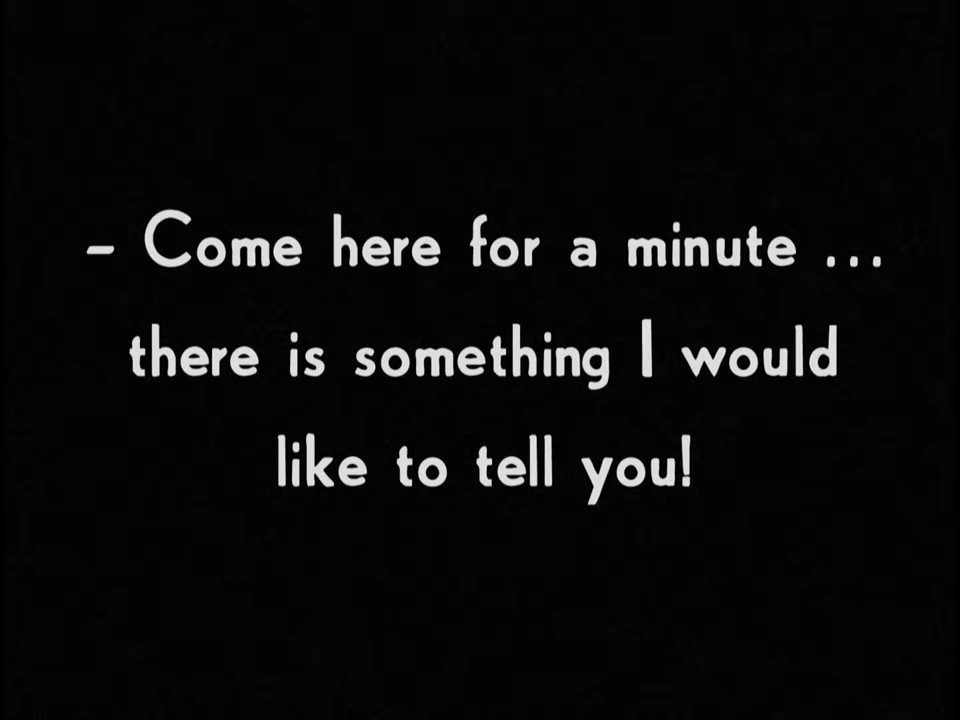 – Come here for a minute ...
there is something I would
like to tell you!